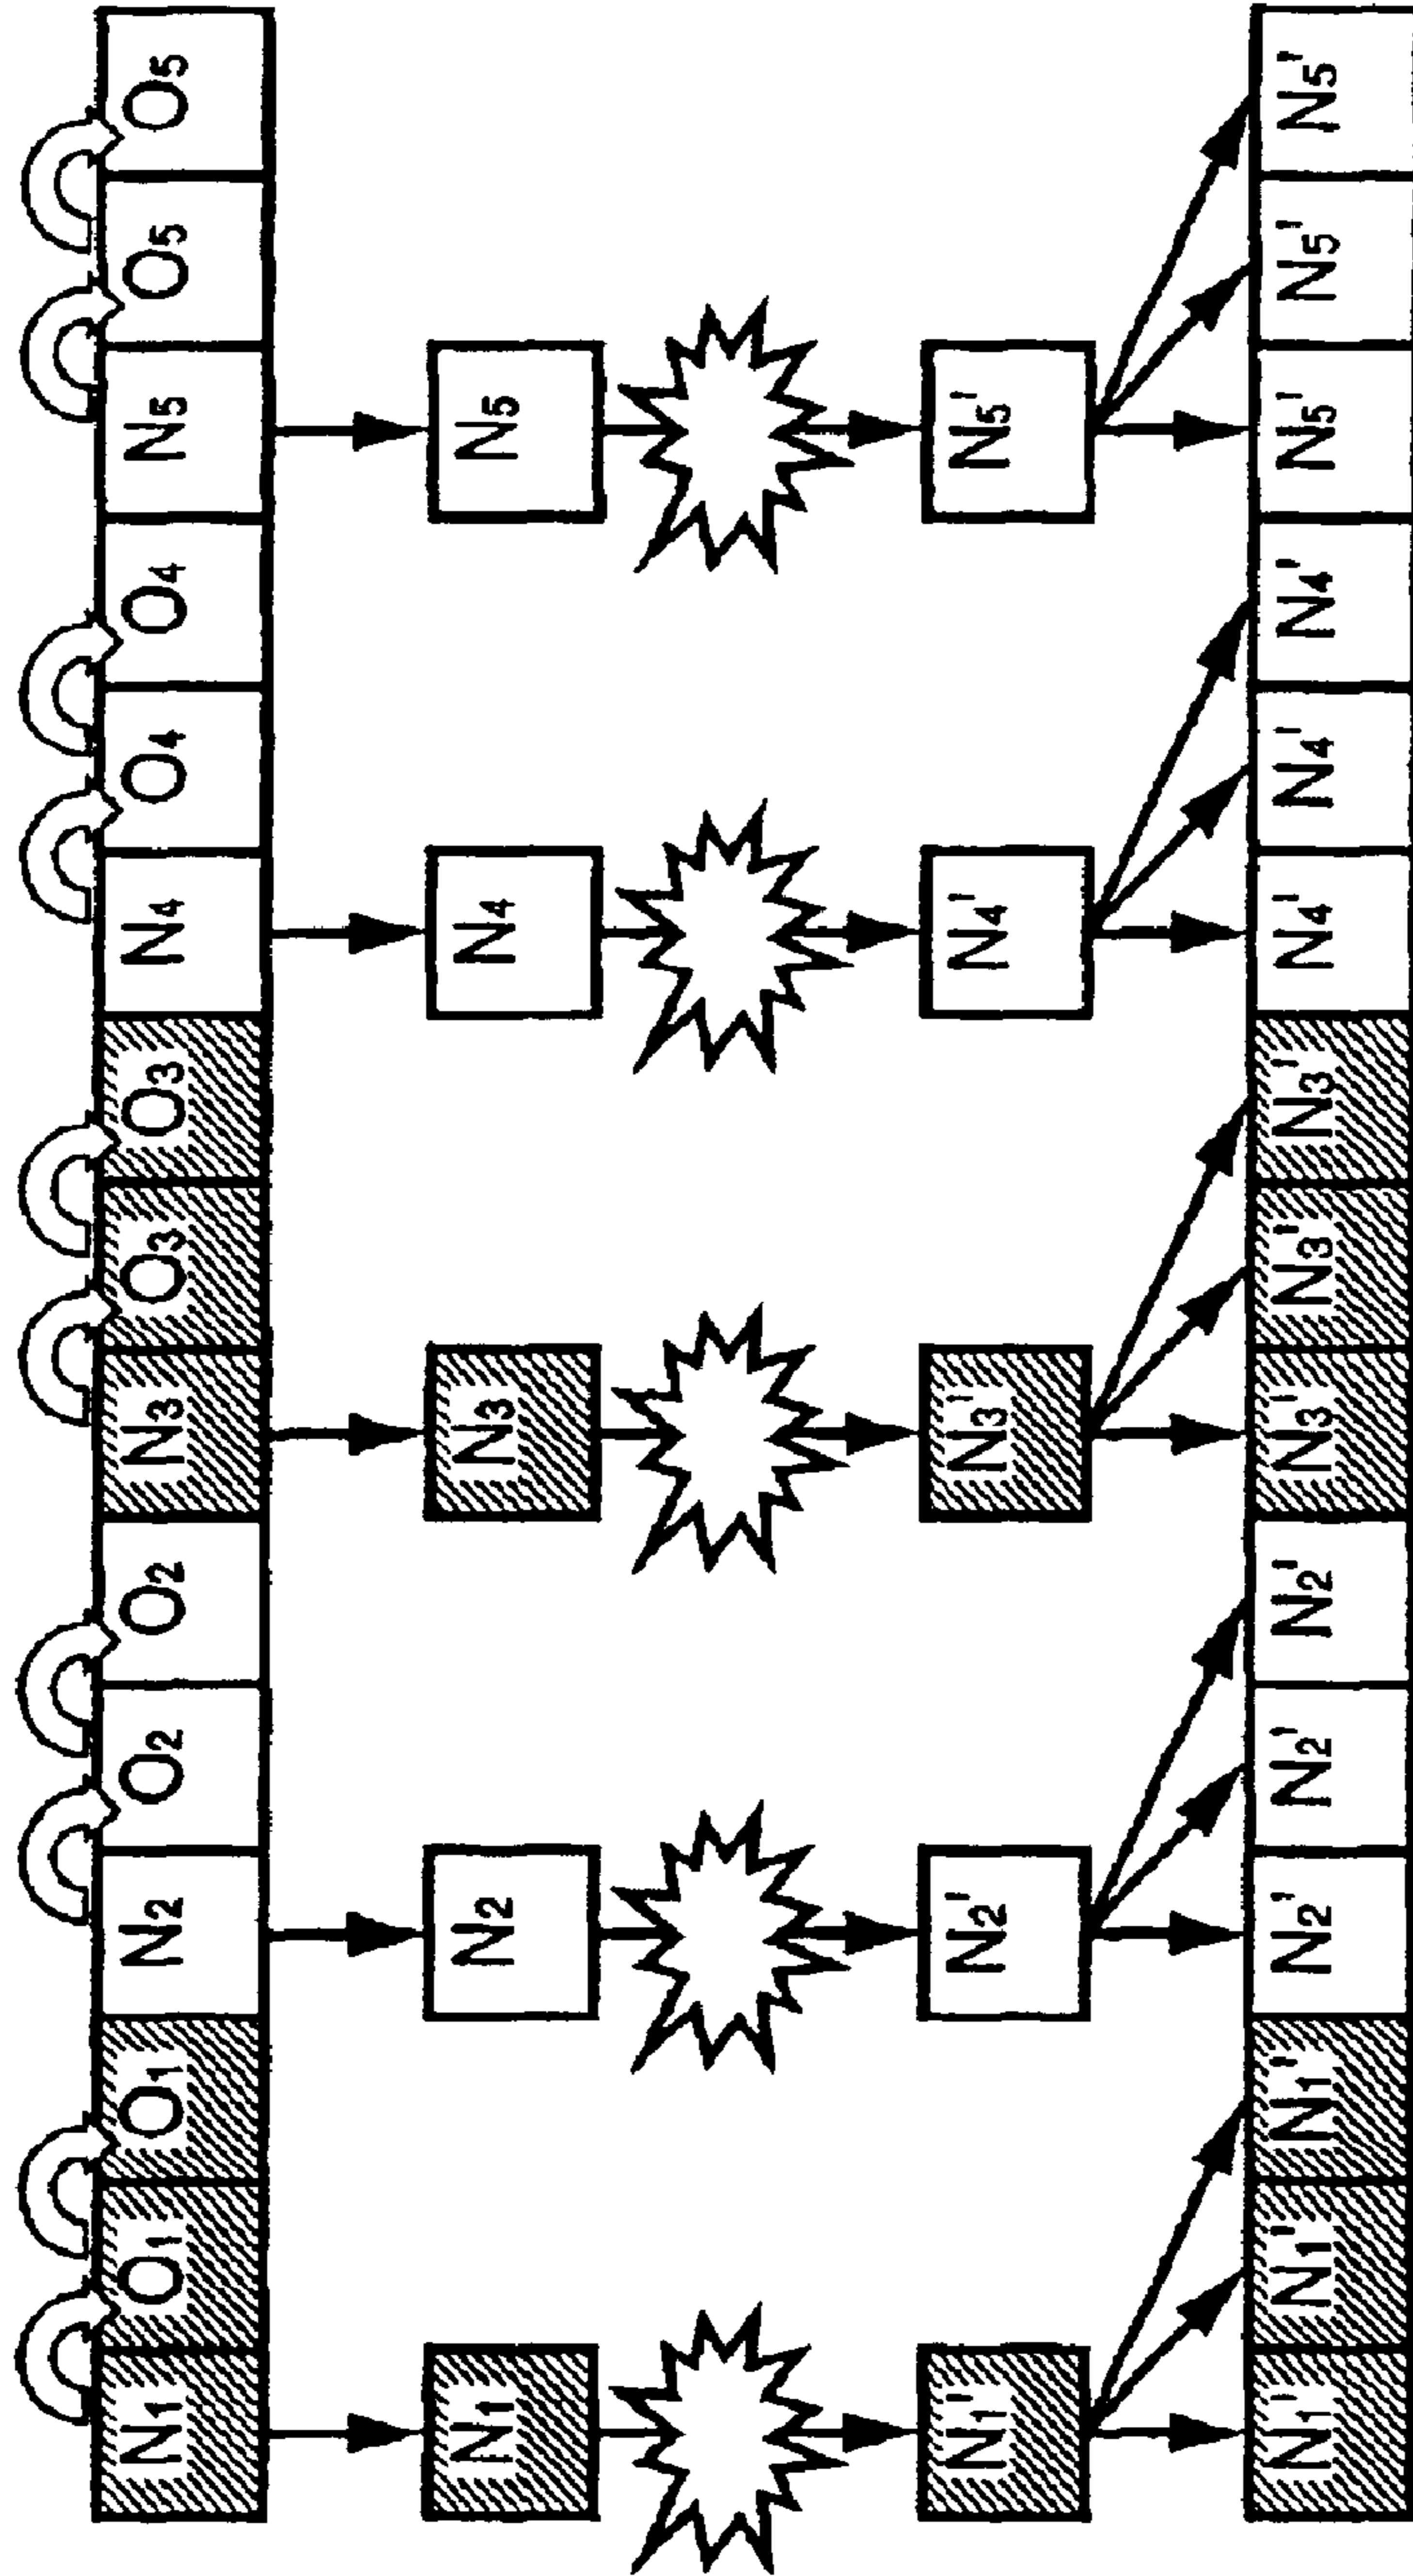 N1 O1 O1 N2 O2 O2 N3 O3 O3 N4 O4 O4 N5 O5 O5
N1 N2 N3 N4 N5
N1' N2' N3' N4' N5'
N1' N1' N1' N2' N2' N2' N3' N3' N3' N4' N4' N4' N5' N5' N5'